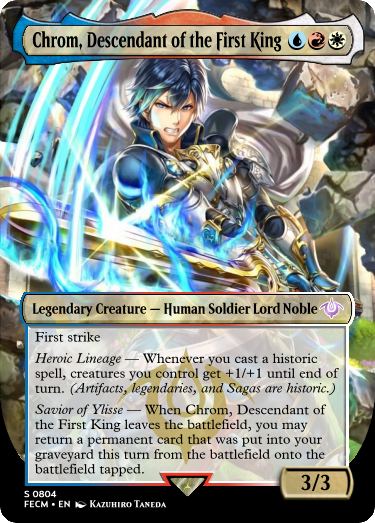 Chrom, Descendant of the First King
Legendary Creature — Human Soldier Lord Noble
First strike
Heroic Lineage — Whenever you cast a historic
spell, creatures you control get +1/+1 until end of
turn. (Artifacts, legendaries, and Sagas are historic.)
Savior of Ylisse — When Chrom, Descendant of
the First King leaves the battlefield, you may
return a permanent card that was put into your
graveyard this turn from the battlefield onto the
battlefield tapped.
3/3
S 0804
FECM • EN Kazuhiro Taneda